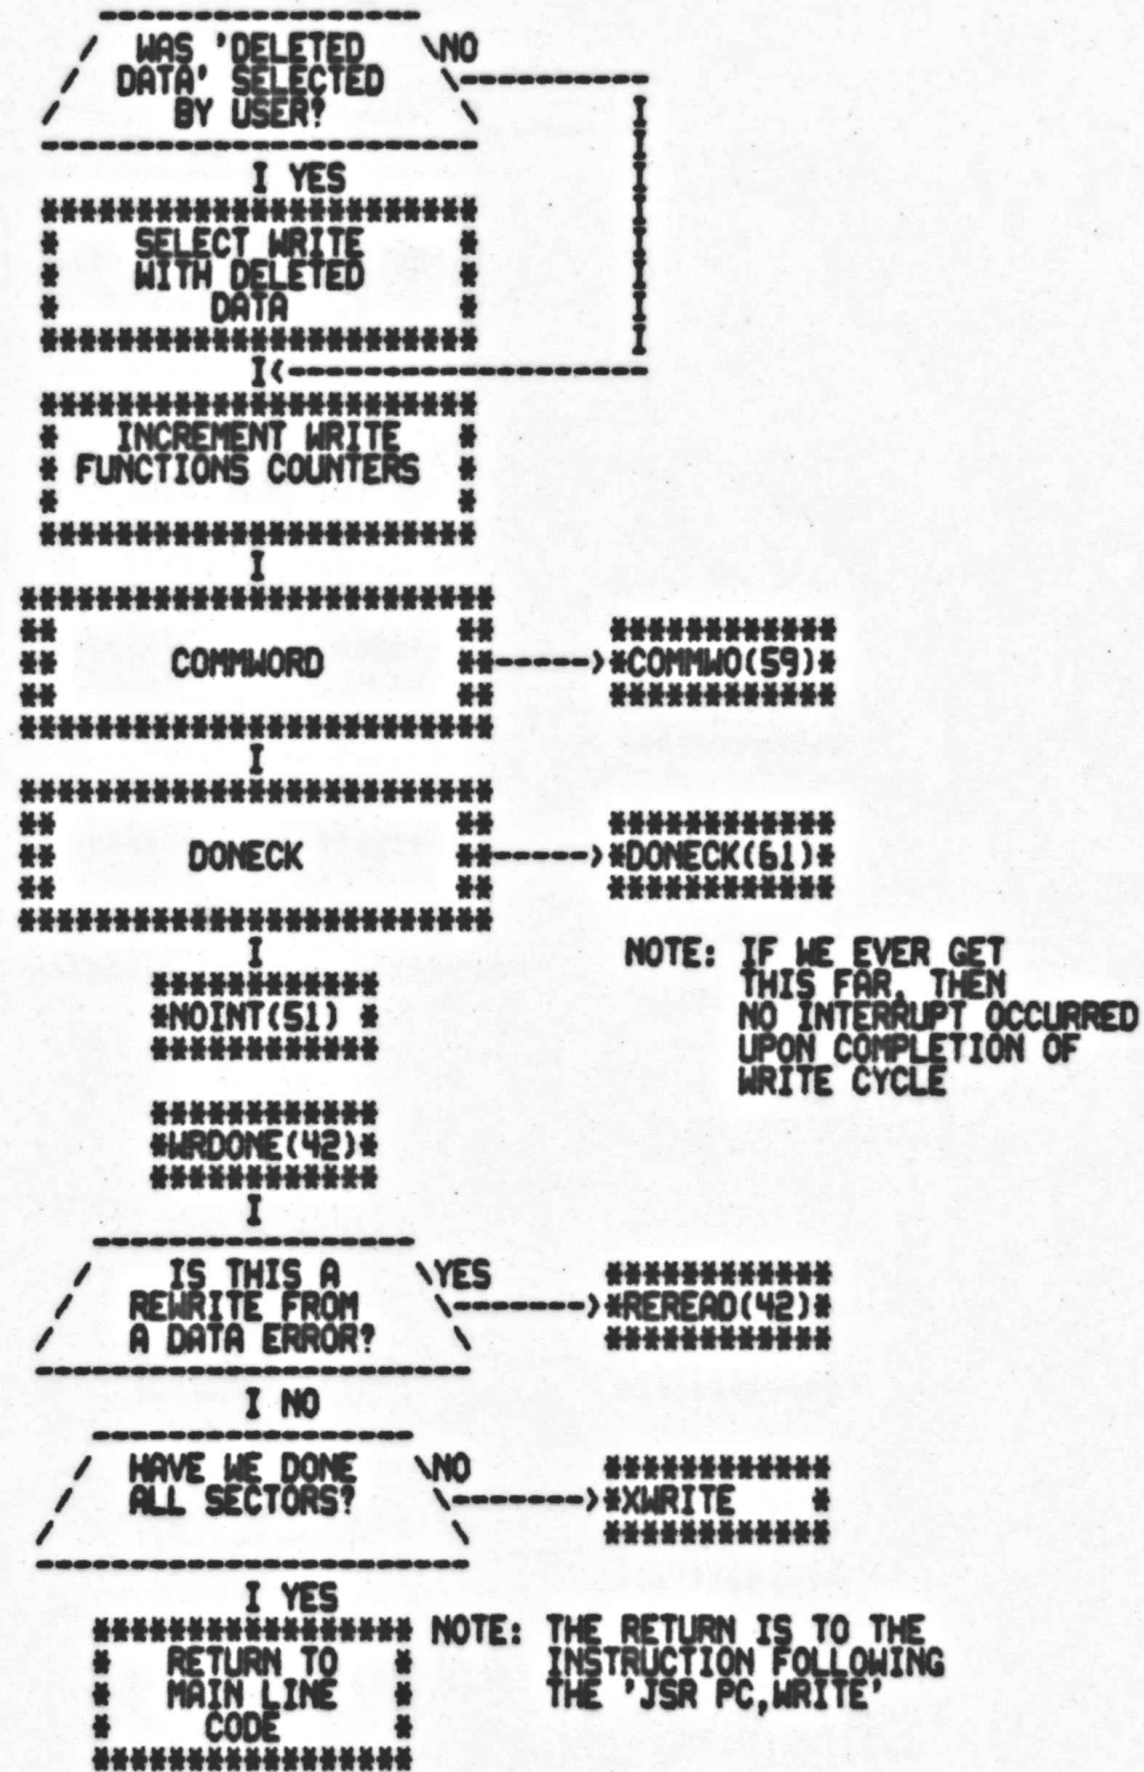 WAS 'DELETED NO
DATA' SELECTED
BY USER?
I YES
SELECT WRITE
WITH DELETED
DATA
INCREMENT WRITE
FUNCTIONS COUNTERS
COMMWORD
*COMMWO(59)*
DONECK
*DONECK(61)*
NOTE: IF WE EVER GET
THIS FAR, THEN
NO INTERRUPT OCCURRED
UPON COMPLETION OF
WRITE CYCLE
*NOINT(51) *
*WRDONE(42)*
IS THIS A YES
REWRITE FROM
A DATA ERROR?
*REREAD(42)*
I NO
HAVE WE DONE NO
ALL SECTORS?
*XWRITE *
I YES
RETURN TO
MAIN LINE
CODE
NOTE: THE RETURN IS TO THE
INSTRUCTION FOLLOWING
THE 'JSR PC,WRITE'